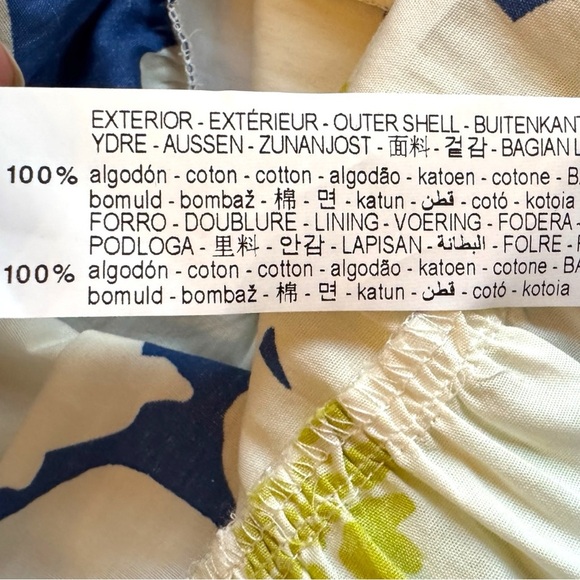 EXTERIOR - EXTÉRIEUR - OUTER SHELL - BUITENKANT
YDRE - AUSSEN - ZUNANJOST - 面料 - 겉감 - BAGIAN L
100% algodón - coton - cotton - algodão - katoen - cotone - BA
bomuld - bombaž - 棉 - 면 - katun - قطن - cotó - kotoia
FORRO - DOUBLURE - LINING - VOERING - FODERA -
PODLOGA - 里料 - 안감 - LAPISAN - البطانة - FOLRE -
100% algodón - coton - cotton - algodão - katoen - cotone - BA
bomuld - bombaž - 棉 - 면 - katun - قطن - cotó - kotoia